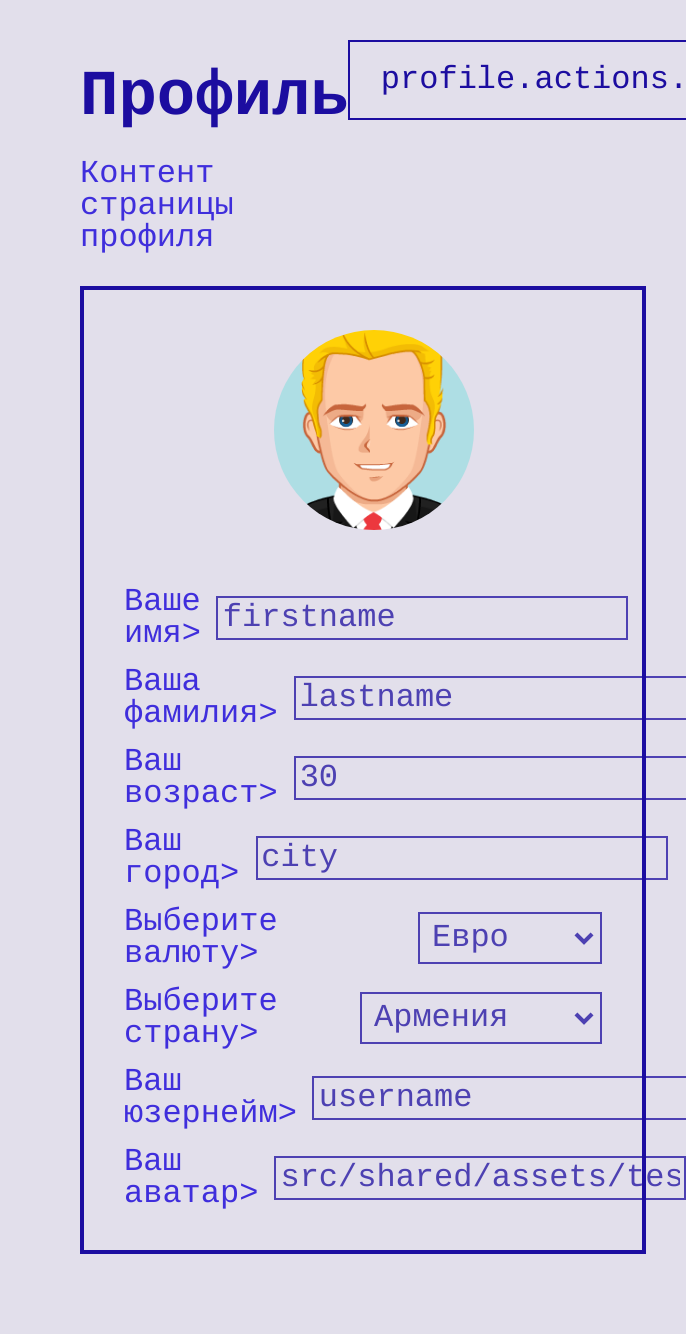 Профиль
profile.actions.
Контент
страницы
профиля
Ваше
имя>
firstname
Ваша
фамилия>
lastname
Ваш
возраст>
30
Ваш
город>
city
Выберите
валюту>
Евро
Выберите
страну>
Армения
Ваш
юзернейм>
username
Ваш
аватар>
src/shared/assets/tes